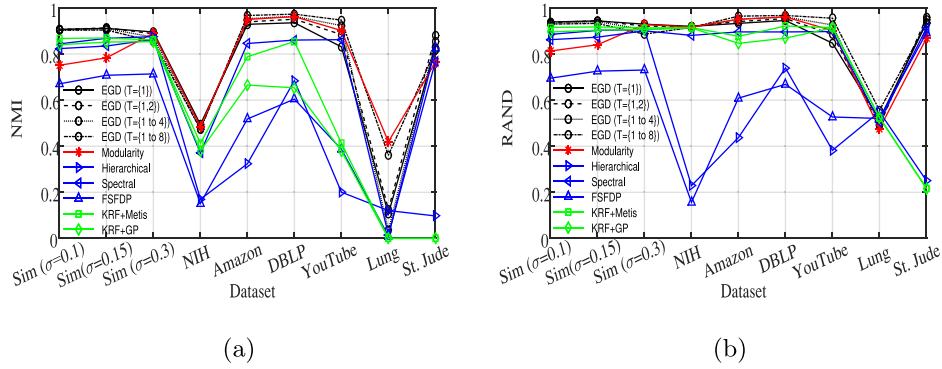 1
0.8
0.6
0.4
0.2
0
NMI
EGD (T={1})
EGD (T={1,2})
EGD (T={1 to 4})
EGD (T={1 to 8})
Modularity
Hierarchical
Spectral
FSFDP
KRF+Metis
KRF+GP
Sim (σ=0.1)
Sim (σ=0.15)
Sim (σ=0.3)
NIH
Amazon
DBLP
YouTube
Lung
St. Jude
Dataset
(a)
1
0.8
0.6
0.4
0.2
0
RAND
EGD (T={1})
EGD (T={1,2})
EGD (T={1 to 4})
EGD (T={1 to 8})
Modularity
Hierarchical
Spectral
FSFDP
KRF+Metis
KRF+GP
Sim (σ=0.1)
Sim (σ=0.15)
Sim (σ=0.3)
NIH
Amazon
DBLP
YouTube
Lung
St. Jude
Dataset
(b)